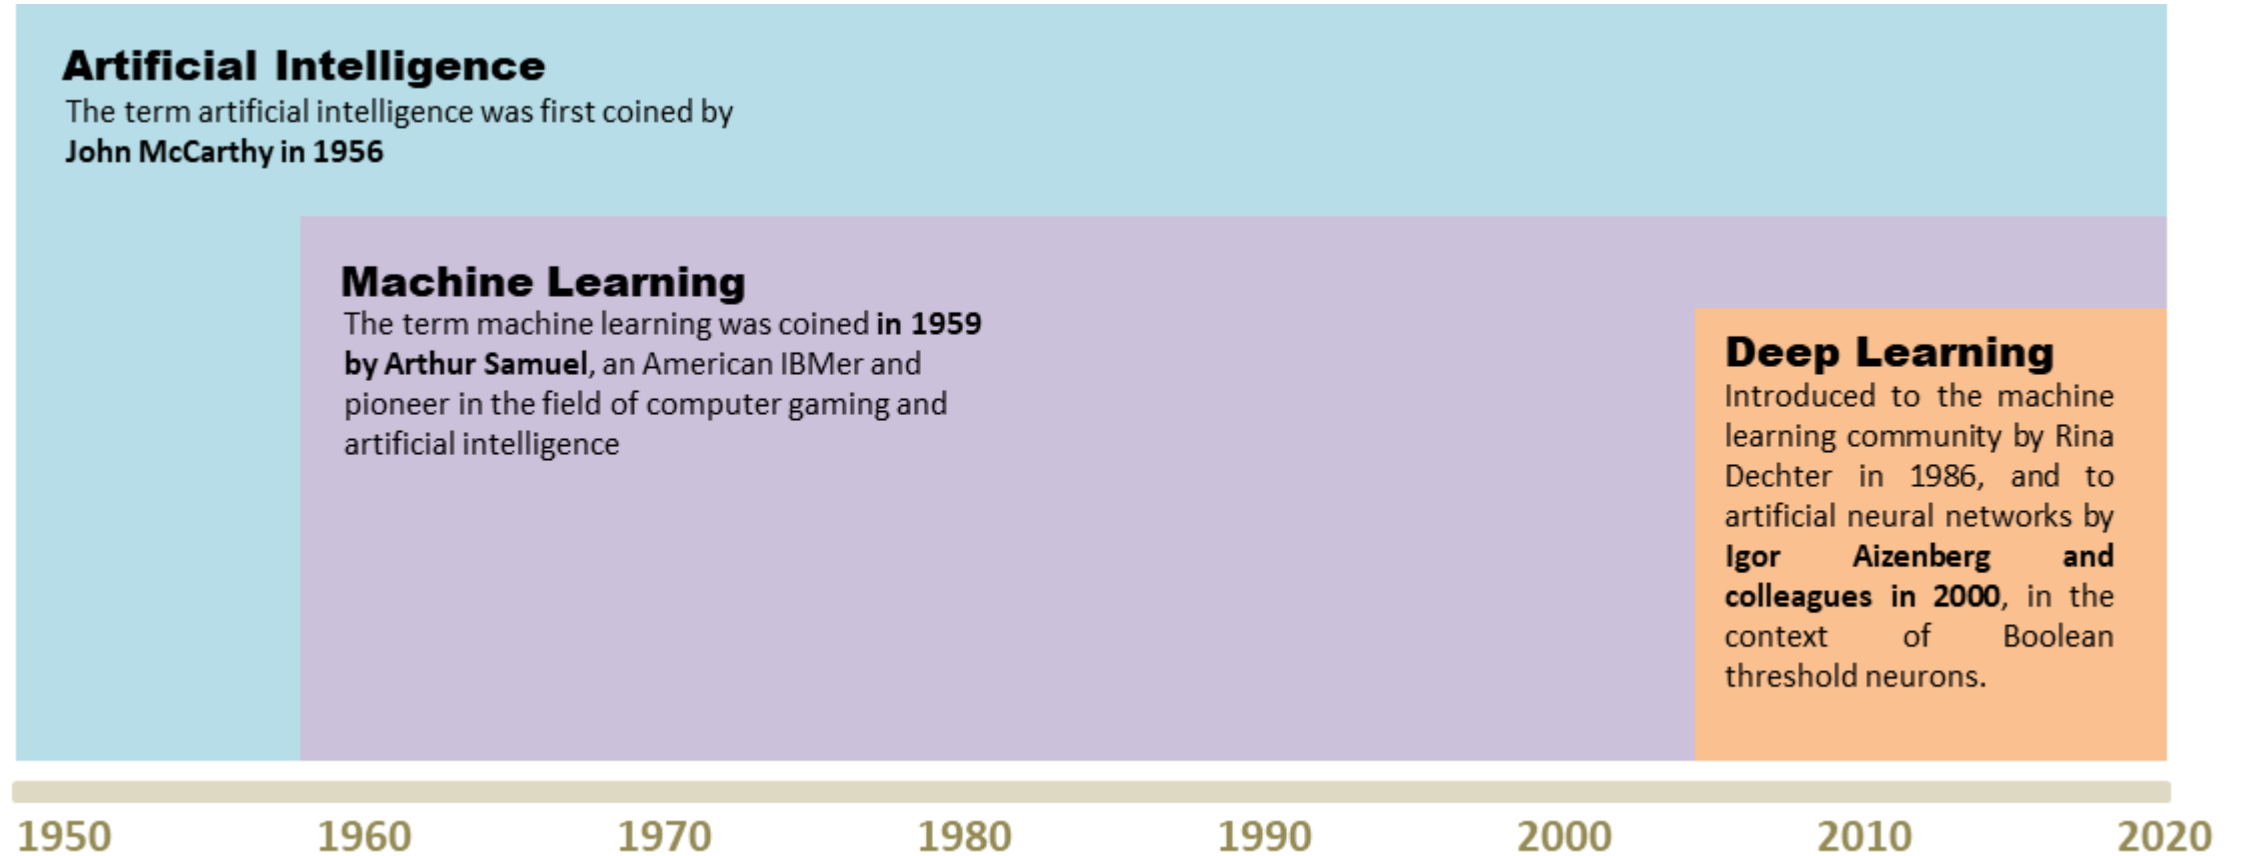 Artificial Intelligence
The term artificial intelligence was first coined by
John McCarthy in 1956
Machine Learning
The term machine learning was coined in 1959
by Arthur Samuel, an American IBMer and
pioneer in the field of computer gaming and
artificial intelligence
Deep Learning
Introduced to the machine
learning community by Rina
Dechter in 1986, and to
artificial neural networks by
Igor Aizenberg and
colleagues in 2000, in the
context of Boolean
threshold neurons.
1950 1960 1970 1980 1990 2000 2010 2020